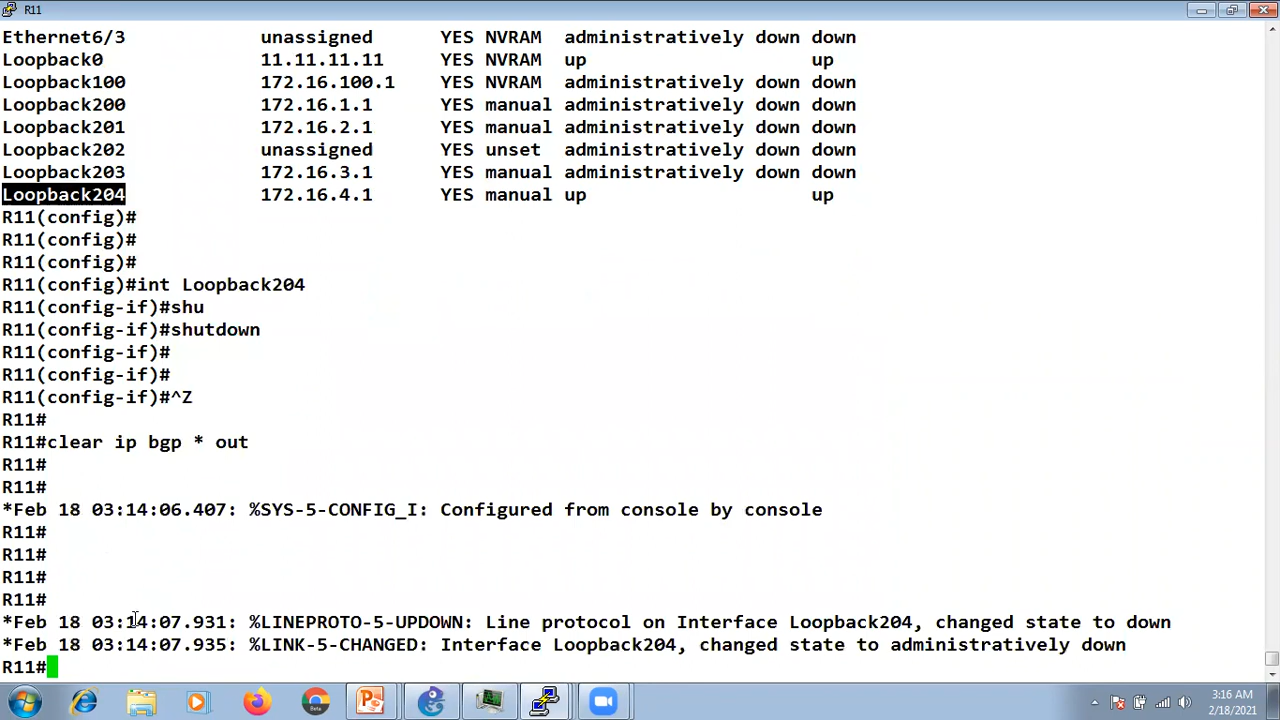 R11
Ethernet6/3 unassigned YES NVRAM administratively down down
Loopback0 11.11.11.11 YES NVRAM up up
Loopback100 172.16.100.1 YES NVRAM administratively down down
Loopback200 172.16.1.1 YES manual administratively down down
Loopback201 172.16.2.1 YES manual administratively down down
Loopback202 unassigned YES unset administratively down down
Loopback203 172.16.3.1 YES manual administratively down down
Loopback204 172.16.4.1 YES manual up up
R11(config)#
R11(config)#
R11(config)#
R11(config)#int Loopback204
R11(config-if)#shu
R11(config-if)#shutdown
R11(config-if)#
R11(config-if)#
R11(config-if)#^Z
R11#
R11#clear ip bgp * out
R11#
R11#
*Feb 18 03:14:06.407: %SYS-5-CONFIG_I: Configured from console by console
R11#
R11#
R11#
R11#
*Feb 18 03:14:07.931: %LINEPROTO-5-UPDOWN: Line protocol on Interface Loopback204, changed state to down
*Feb 18 03:14:07.935: %LINK-5-CHANGED: Interface Loopback204, changed state to administratively down
R11#
3:16 AM
2/18/2021